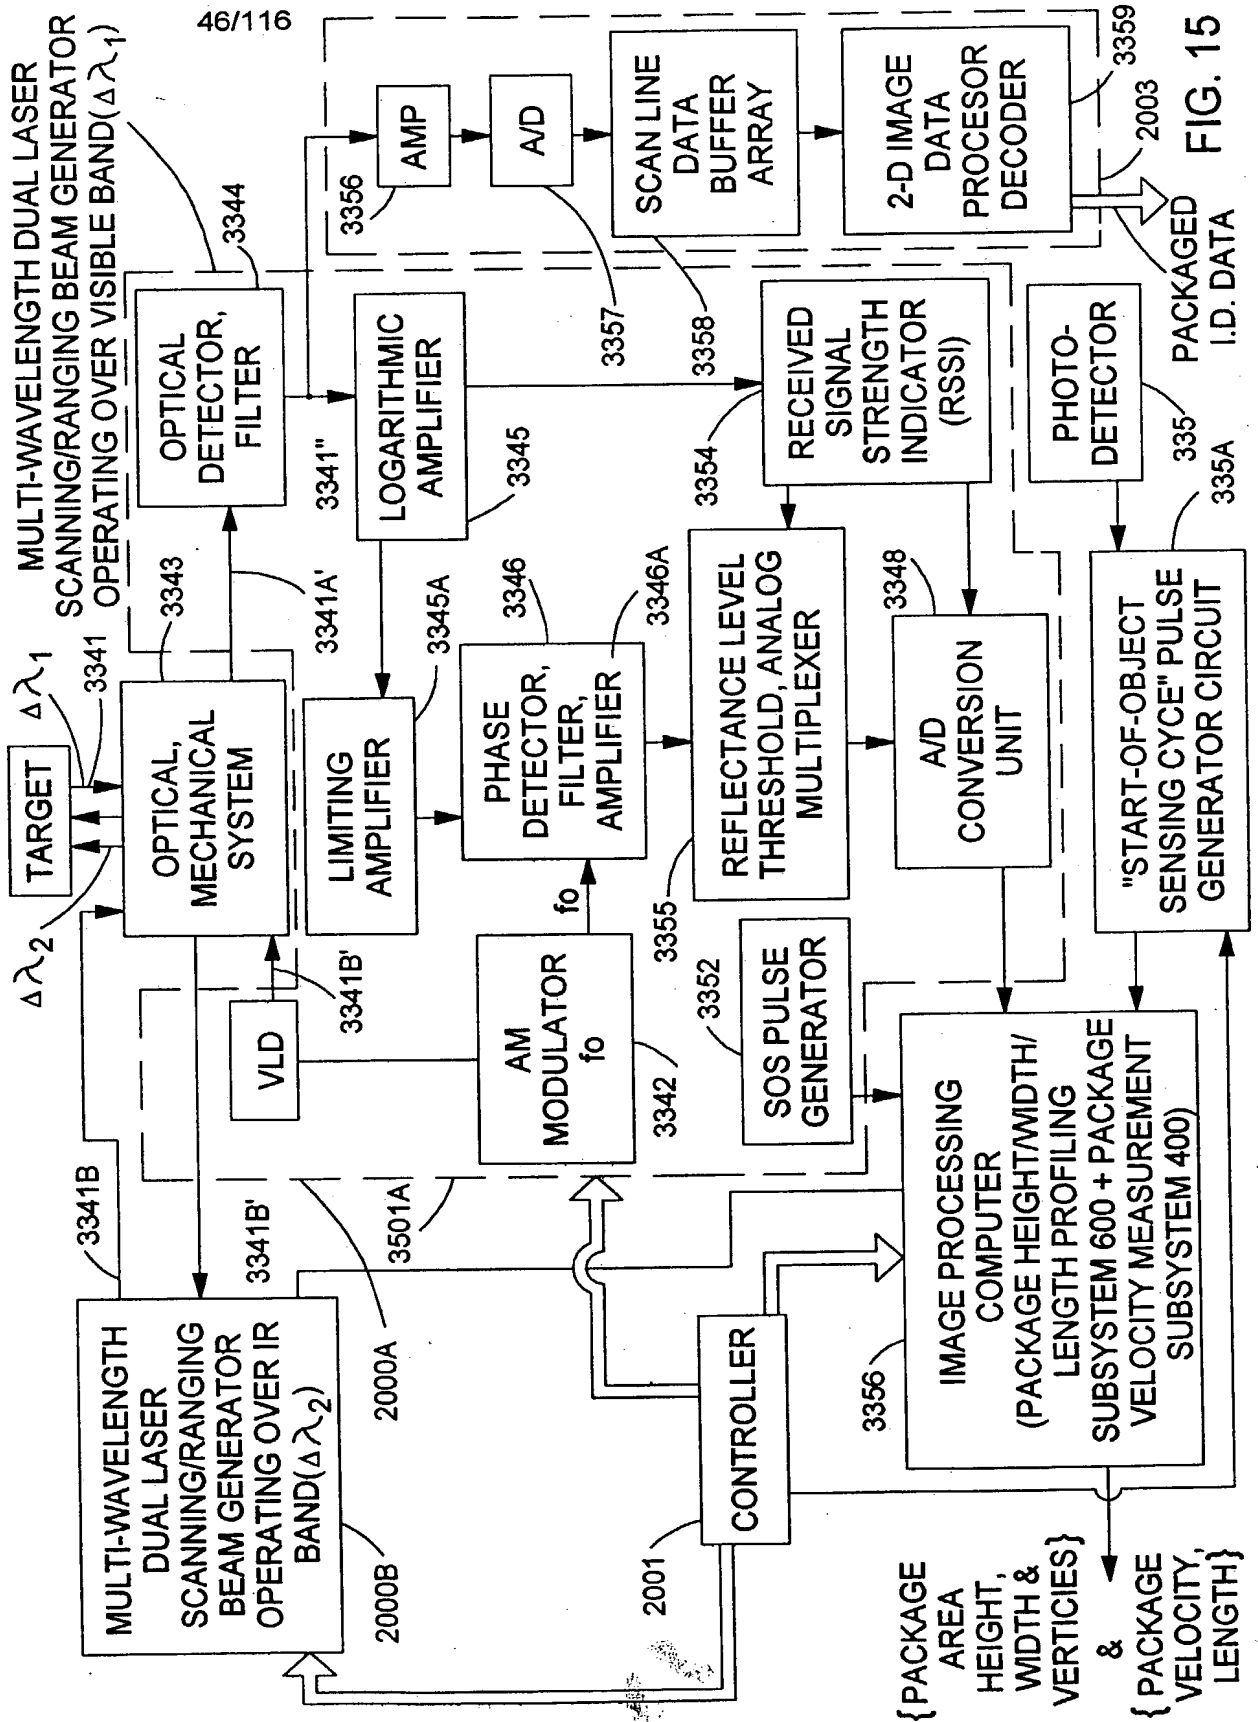 46/116
MULTI-WAVELENGTH DUAL LASER
SCANNING/RANGING BEAM GENERATOR
OPERATING OVER VISIBLE BAND(Δλ1)
TARGET
Δλ1
Δλ2
3341
3343
OPTICAL,
MECHANICAL
SYSTEM
3341A'
3344
OPTICAL
DETECTOR,
FILTER
3341"
3341B
3341B'
VLD
3341B'
MULTI-WAVELENGTH
DUAL LASER
SCANNING/RANGING
BEAM GENERATOR
OPERATING OVER IR
BAND(Δλ2)
2000B
2000A
3501A
LIMITING
AMPLIFIER
3345A
LOGARITHMIC
AMPLIFIER
3345
3356
AMP
3357
A/D
3358
SCAN LINE
DATA
BUFFER
ARRAY
2-D IMAGE
DATA
PROCESOR
DECODER
3359
2003
PACKAGED
I.D. DATA
AM
MODULATOR
fo
3342
fo
PHASE
DETECTOR,
FILTER,
AMPLIFIER
3346
3346A
3354
RECEIVED
SIGNAL
STRENGTH
INDICATOR
(RSSI)
3355
REFLECTANCE LEVEL
THRESHOLD, ANALOG
MULTIPLEXER
3352
SOS PULSE
GENERATOR
3348
A/D
CONVERSION
UNIT
PHOTO-
DETECTOR
335
335A
"START-OF-OBJECT
SENSING CYCE" PULSE
GENERATOR CIRCUIT
2001
CONTROLLER
3356
IMAGE PROCESSING
COMPUTER
(PACKAGE HEIGHT/WIDTH/
LENGTH PROFILING
SUBSYSTEM 600 + PACKAGE
VELOCITY MEASUREMENT
SUBSYSTEM 400)
{PACKAGE
AREA
HEIGHT,
WIDTH &
VERTICIES}
&
{PACKAGE
VELOCITY,
LENGTH}
FIG. 15